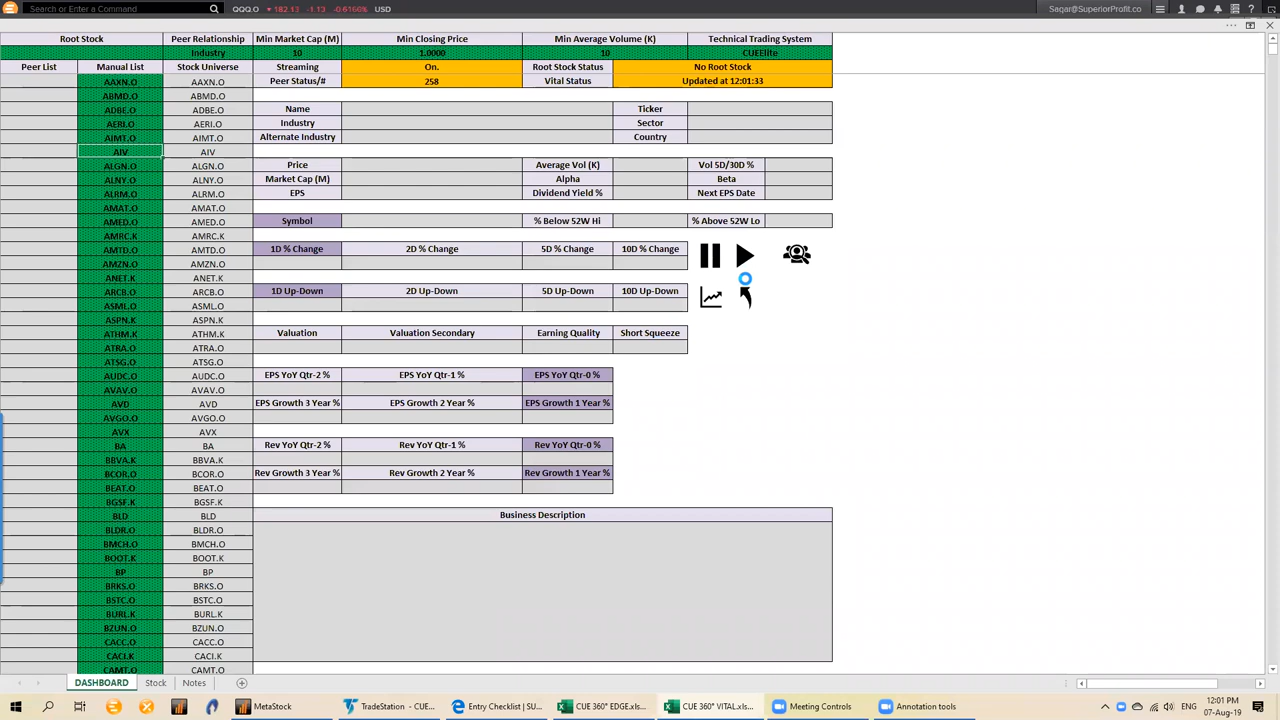 Search or Enter a Command
QQQ.O 182.13 -1.13 -0.6166% USD
Sagar@SuperiorProfit.co
Root Stock Peer Relationship Min Market Cap (M) Min Closing Price Min Average Volume (K) Technical Trading System
Industry 10 1.0000 10 CUEElite
Peer List Manual List Stock Universe Streaming On. Root Stock Status No Root Stock
AAXN.O AAXN.O Peer Status/# 258 Vital Status Updated at 12:01:33
ABMD.O ABMD.O
ADBE.O ADBE.O Name Ticker
AERI.O AERI.O Industry Sector
AIMT.O AIMT.O Alternate Industry Country
AIV AIV
ALGN.O ALGN.O Price Average Vol (K) Vol 5D/30D %
ALNY.O ALNY.O Market Cap (M) Alpha Beta
ALRM.O ALRM.O EPS Dividend Yield % Next EPS Date
AMAT.O AMAT.O
AMED.O AMED.O Symbol % Below 52W Hi % Above 52W Lo
AMRC.K AMRC.K
AMTD.O AMTD.O 1D % Change 2D % Change 5D % Change 10D % Change
AMZN.O AMZN.O
ANET.K ANET.K
ARCB.O ARCB.O 1D Up-Down 2D Up-Down 5D Up-Down 10D Up-Down
ASML.O ASML.O
ASPN.K ASPN.K
ATHM.K ATHM.K Valuation Valuation Secondary Earning Quality Short Squeeze
ATRA.O ATRA.O
ATSG.O ATSG.O
AUDC.O AUDC.O EPS YoY Qtr-2 % EPS YoY Qtr-1 % EPS YoY Qtr-0 %
AVAV.O AVAV.O
AVD AVD EPS Growth 3 Year % EPS Growth 2 Year % EPS Growth 1 Year %
AVGO.O AVGO.O
AVX AVX
BA BA Rev YoY Qtr-2 % Rev YoY Qtr-1 % Rev YoY Qtr-0 %
BBVA.K BBVA.K
BCOR.O BCOR.O Rev Growth 3 Year % Rev Growth 2 Year % Rev Growth 1 Year %
BEAT.O BEAT.O
BGSF.K BGSF.K
BLD BLD Business Description
BLDR.O BLDR.O
BMCH.O BMCH.O
BOOT.K BOOT.K
BP BP
BRKS.O BRKS.O
BSTC.O BSTC.O
BURL.K BURL.K
BZUN.O BZUN.O
CACC.O CACC.O
CACI.K CACI.K
CAMT.O CAMT.O
DASHBOARD Stock Notes
MetaStock TradeStation - CUE... Entry Checklist | SU... CUE 360° EDGE.xls... CUE 360° VITAL.xls... Meeting Controls Annotation tools
12:01 PM
07-Aug-19